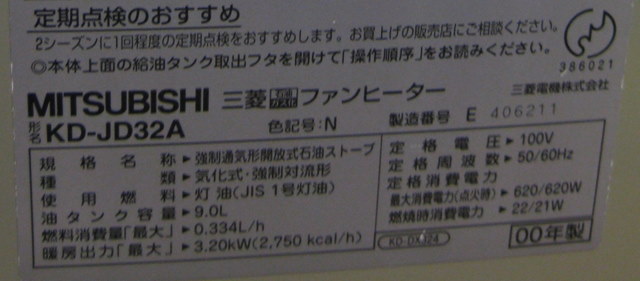 定期点検のおすすめ
2シーズンに1回程度の定期点検をおすすめします。お買上げの販売店にご相談ください。
◎本体上面の給油タンク取出フタを開けて「操作順序」をお読みください。
386021
三菱電機株式会社
MITSUBISHI 三菱石油ガス化ファンヒーター
形名 KD-JD32A 色記号:N 製造番号 E 406211
規格名称▶強制通気形開放式石油ストーブ
種類▶気化式・強制対流形
使用燃料▶灯油(JIS 1号灯油)
油タンク容量▶9.0L
燃料消費量「最大」▶0.334L/h
暖房出力「最大」▶3.20kW(2,750 kcal/h)
定格電圧▶100V
定格周波数▶50/60Hz
定格消費電力
最大消費電力(点火時)▶620/620W
燃焼時消費電力▶22/21W
KD-DXJ24
00年製